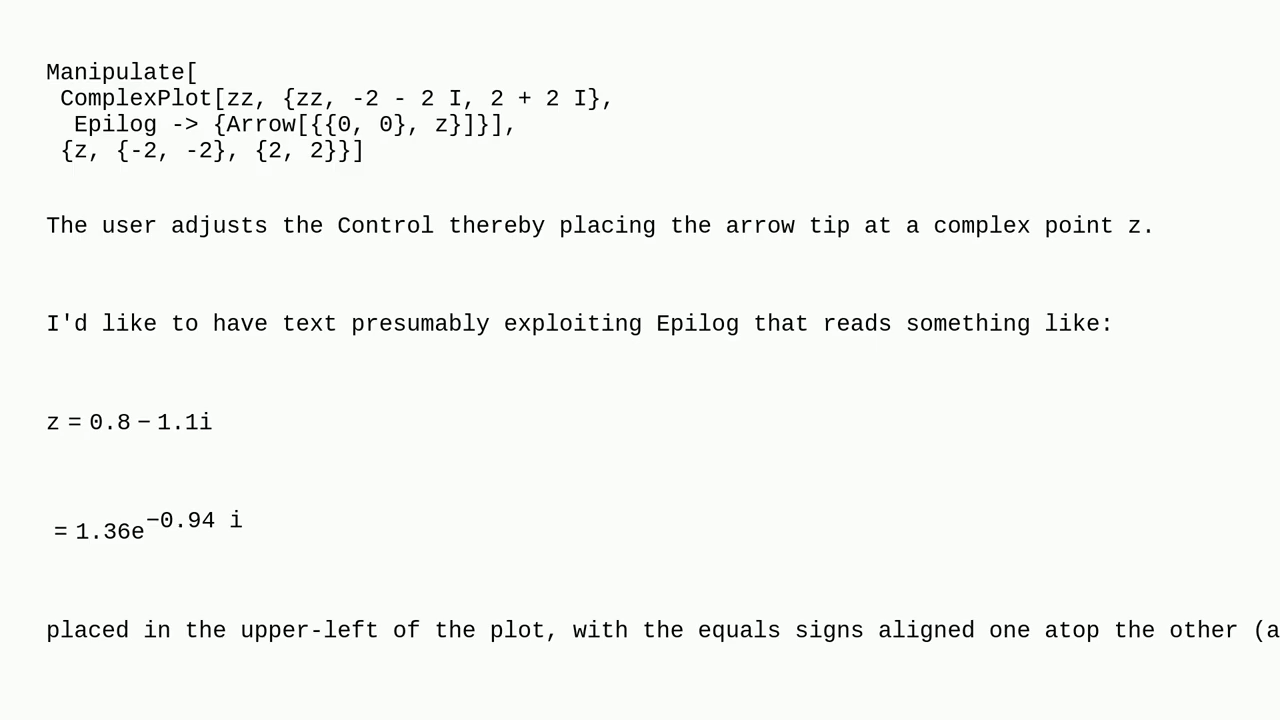 Manipulate[
 ComplexPlot[zz, {zz, -2 - 2 I, 2 + 2 I},
  Epilog -> {Arrow[{{0, 0}, z}]}],
 {z, {-2, -2}, {2, 2}}]
The user adjusts the Control thereby placing the arrow tip at a complex point z.
I'd like to have text presumably exploiting Epilog that reads something like:
z = 0.8 − 1.1i
= 1.36e^−0.94 i
placed in the upper-left of the plot, with the equals signs aligned one atop the other (a